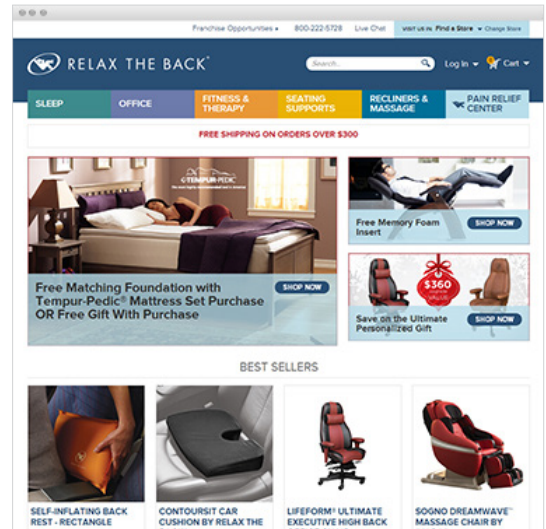 Franchise Opportunities
800-222-5728
Live Chat
VISIT US IN: Find a Store
Change Store
RELAX THE BACK
Search...
Log In
Cart
SLEEP
OFFICE
FITNESS &
THERAPY
SEATING
SUPPORTS
RECLINERS &
MASSAGE
PAIN RELIEF
CENTER
FREE SHIPPING ON ORDERS OVER $300
TEMPUR-PEDIC
Free Matching Foundation with
Tempur-Pedic® Mattress Set Purchase
OR Free Gift With Purchase
SHOP NOW
Free Memory Foam
Insert
SHOP NOW
$360
VALUE
Save on the Ultimate
Personalized Gift
SHOP NOW
BEST SELLERS
SELF-INFLATING BACK
REST - RECTANGLE
CONTOURSIT CAR
CUSHION BY RELAX THE
LIFEFORM® ULTIMATE
EXECUTIVE HIGH BACK
SOGNO DREAMWAVE™
MASSAGE CHAIR BY